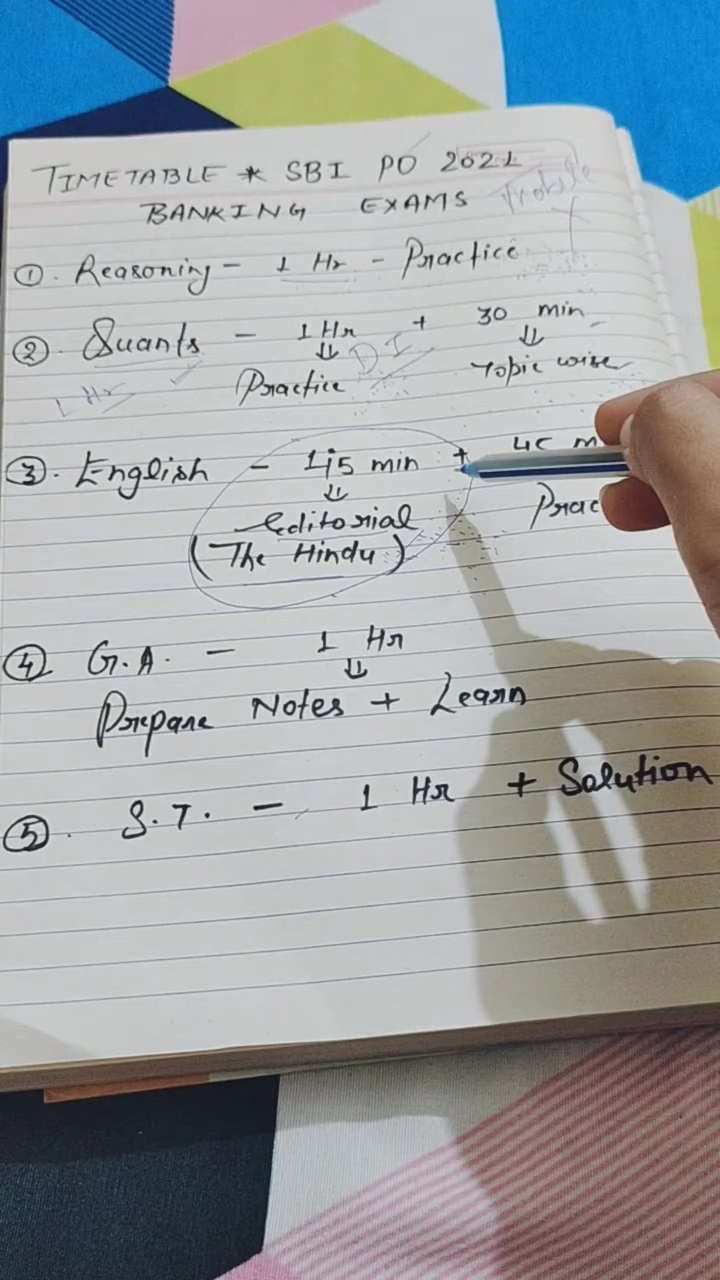 TIMETABLE * SBI PO 2021
BANKING EXAMS
① Reasoning - 1 Hr - Practice
② Quants - 1 Hr + 30 min
⇓ DI ⇓
1 Hr ✓ Practice Topic wise
③. English - 15 min +
⇓
editorial
(The Hindu)
④ G.A. - 1 Hr
⇓
Prepare Notes + Learn
⑤. S.T. - 1 Hr + Solution